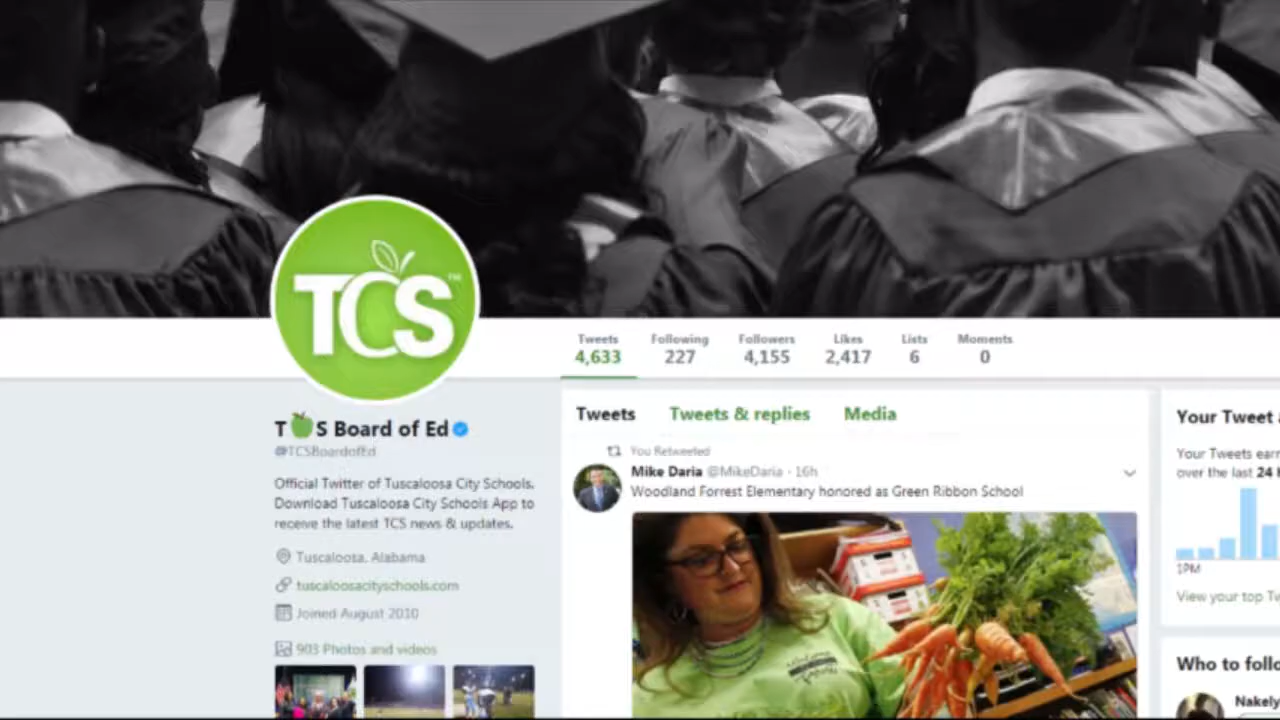 TCS™
Tweets Following Followers Likes Lists Moments
4,633 227 4,155 2,417 6 0
T S Board of Ed
@TCSBoardofEd
Official Twitter of Tuscaloosa City Schools.
Download Tuscaloosa City Schools App to
receive the latest TCS news & updates.
Tuscaloosa, Alabama
tuscaloosacityschools.com
Joined August 2010
903 Photos and videos
Tweets Tweets & replies Media
You Retweeted
Mike Daria @MikeDaria · 16h
Woodland Forrest Elementary honored as Green Ribbon School
Your Tweet
Your Tweets earn
over the last 24
1PM
View your top Tw
Who to follo
Nakely